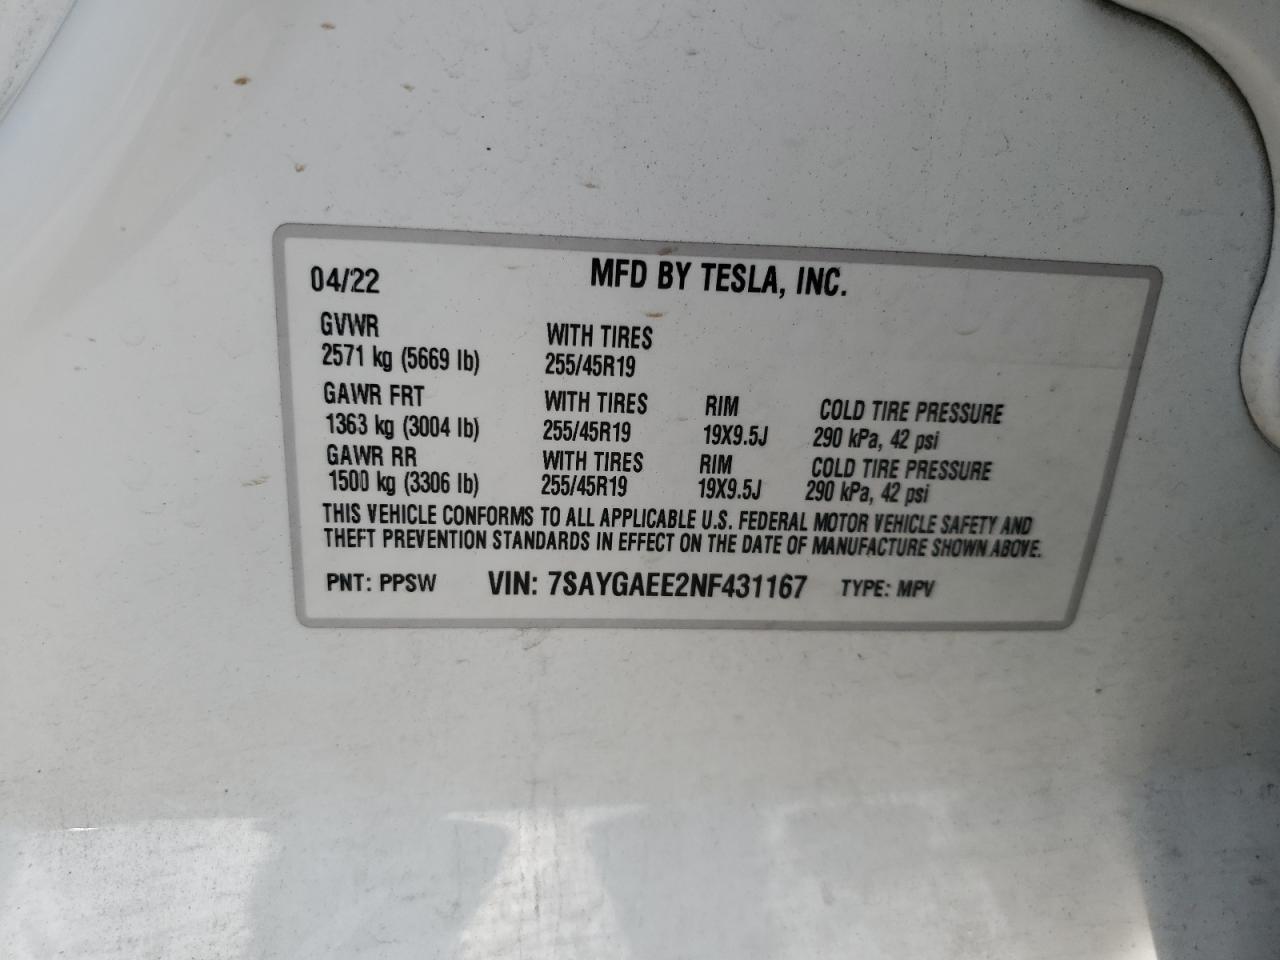 04/22 MFD BY TESLA, INC.
GVWR WITH TIRES
2571 kg (5669 lb) 255/45R19
GAWR FRT WITH TIRES RIM COLD TIRE PRESSURE
1363 kg (3004 lb) 255/45R19 19X9.5J 290 kPa, 42 psi
GAWR RR WITH TIRES RIM COLD TIRE PRESSURE
1500 kg (3306 lb) 255/45R19 19X9.5J 290 kPa, 42 psi
THIS VEHICLE CONFORMS TO ALL APPLICABLE U.S. FEDERAL MOTOR VEHICLE SAFETY AND
THEFT PREVENTION STANDARDS IN EFFECT ON THE DATE OF MANUFACTURE SHOWN ABOVE.
PNT: PPSW VIN: 7SAYGAEE2NF431167 TYPE: MPV